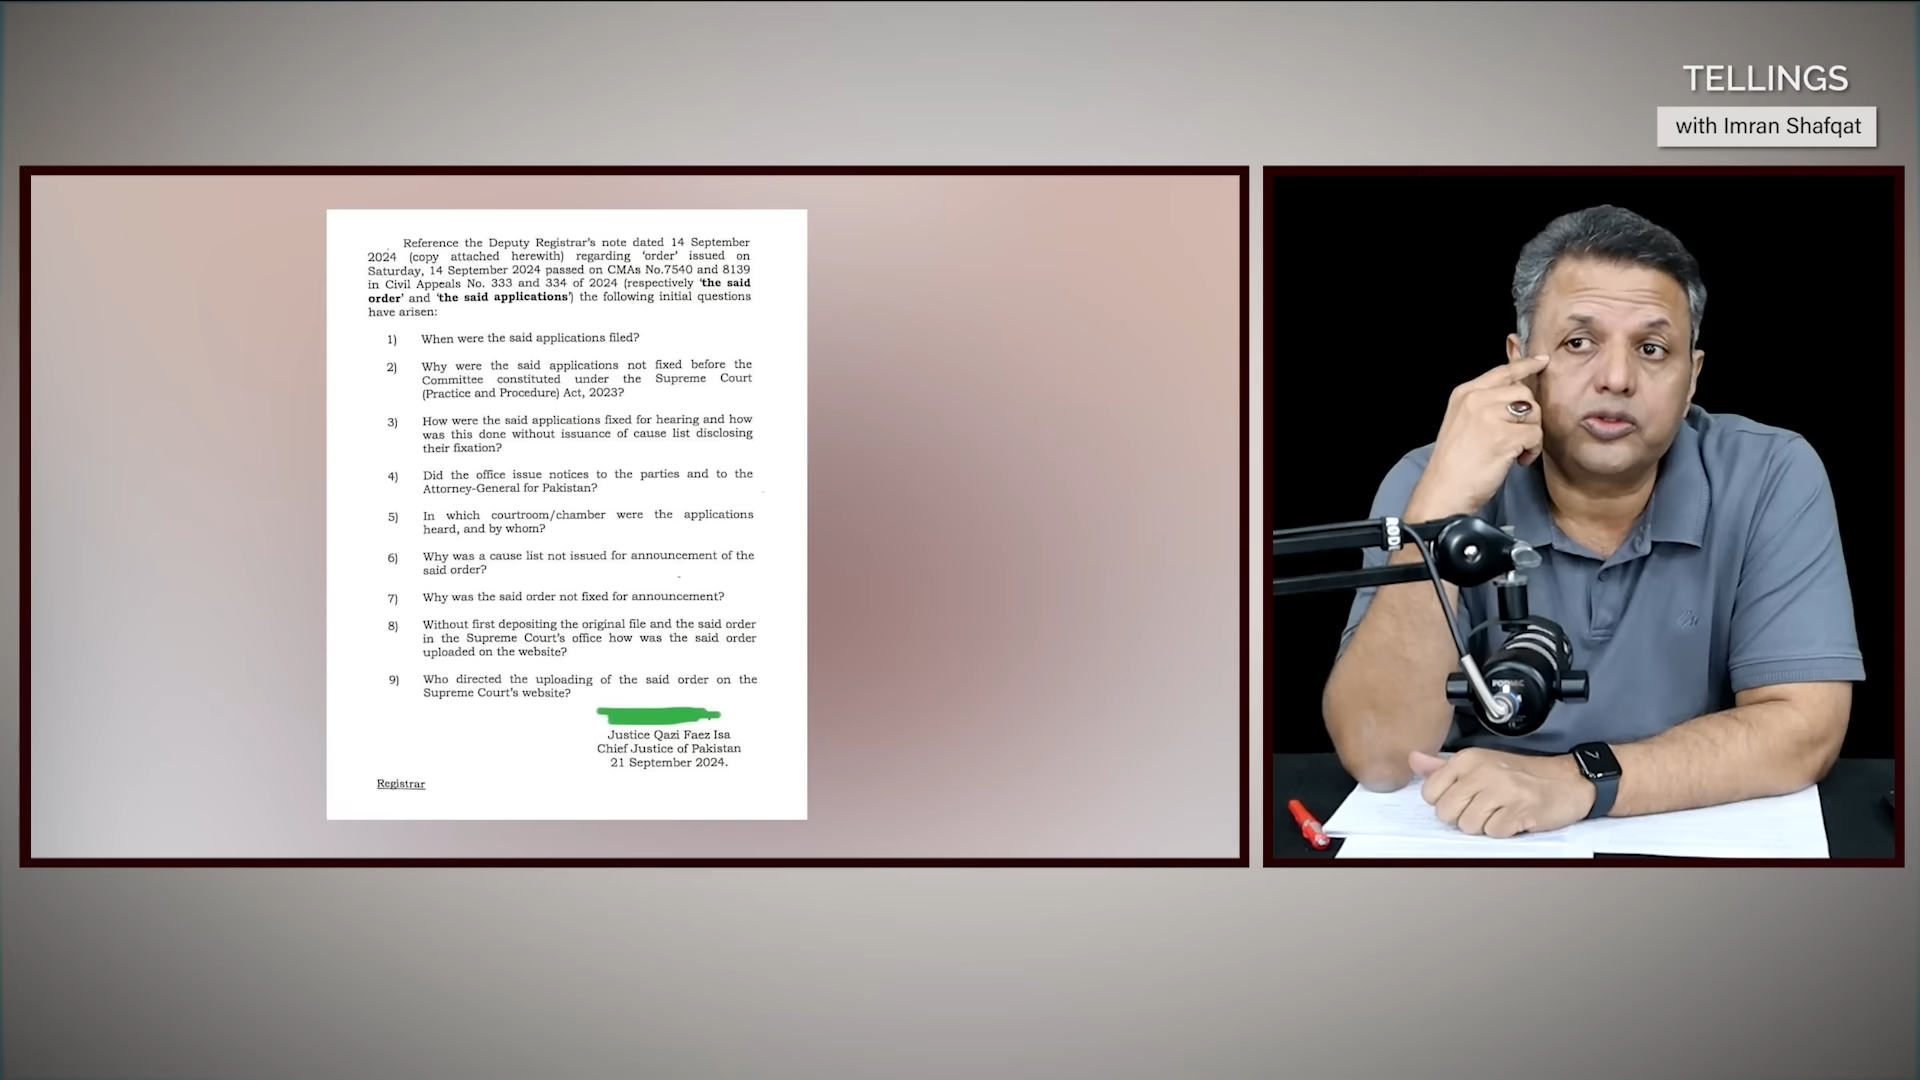 TELLINGS
with Imran Shafqat
Reference the Deputy Registrar's note dated 14 September
2024 (copy attached herewith) regarding 'order' issued on
Saturday, 14 September 2024 passed on CMAs No.7540 and 8139
in Civil Appeals No. 333 and 334 of 2024 (respectively 'the said
order' and 'the said applications') the following initial questions
have arisen:
1) When were the said applications filed?
2) Why were the said applications not fixed before the
Committee constituted under the Supreme Court
(Practice and Procedure) Act, 2023?
3) How were the said applications fixed for hearing and how
was this done without issuance of cause list disclosing
their fixation?
4) Did the office issue notices to the parties and to the
Attorney-General for Pakistan?
5) In which courtroom/chamber were the applications
heard, and by whom?
6) Why was a cause list not issued for announcement of the
said order?
7) Why was the said order not fixed for announcement?
8) Without first depositing the original file and the said order
in the Supreme Court's office how was the said order
uploaded on the website?
9) Who directed the uploading of the said order on the
Supreme Court's website?
Justice Qazi Faez Isa
Chief Justice of Pakistan
21 September 2024.
Registrar
RODE